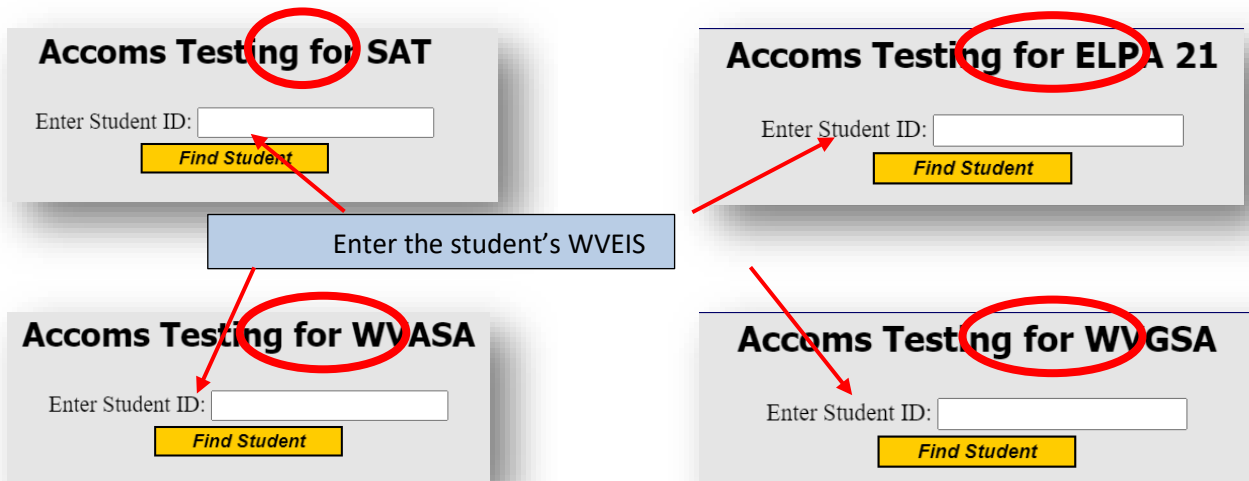 Accoms Testing for SAT
Enter Student ID:
Find Student
Accoms Testing for ELPA 21
Enter Student ID:
Find Student
Enter the student’s WVEIS
Accoms Testing for WVASA
Enter Student ID:
Find Student
Accoms Testing for WVGSA
Enter Student ID:
Find Student